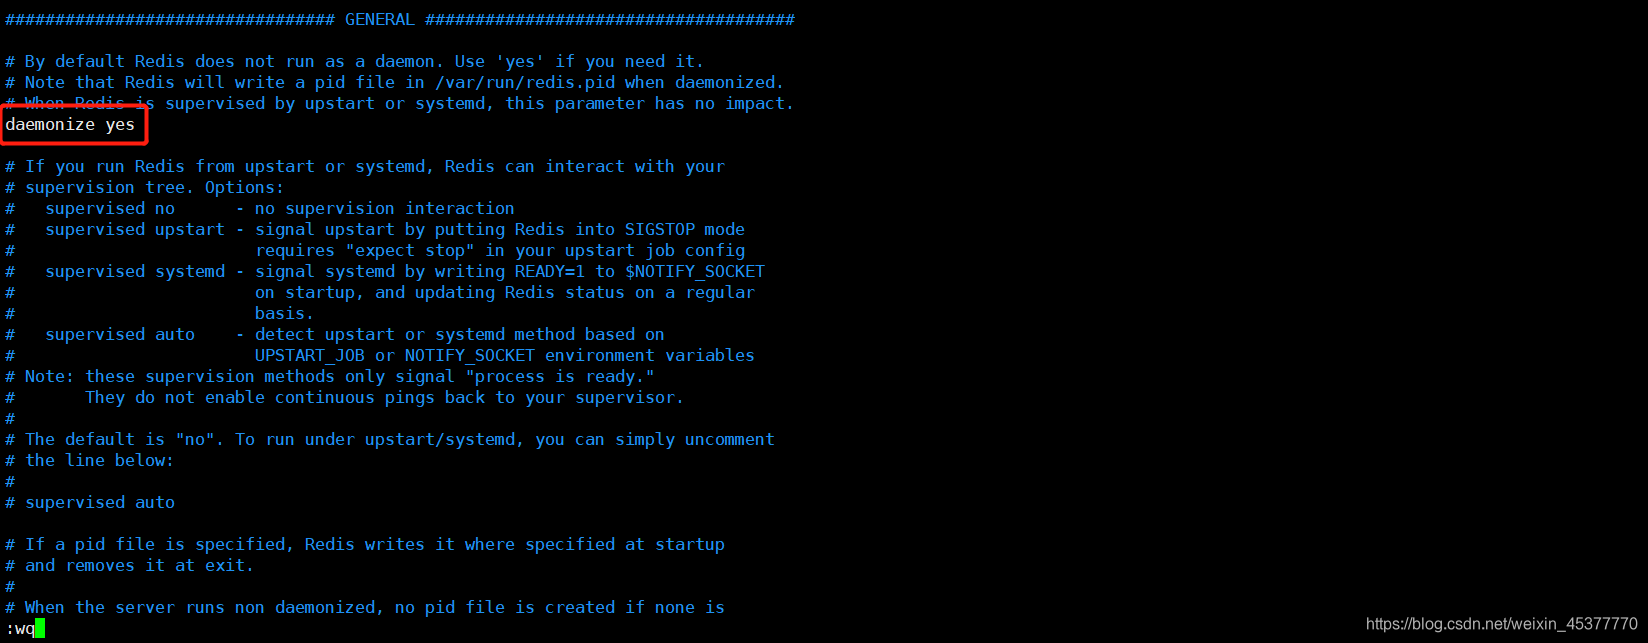 ################################# GENERAL #####################################

# By default Redis does not run as a daemon. Use 'yes' if you need it.
# Note that Redis will write a pid file in /var/run/redis.pid when daemonized.
# When Redis is supervised by upstart or systemd, this parameter has no impact.
daemonize yes

# If you run Redis from upstart or systemd, Redis can interact with your
# supervision tree. Options:
#   supervised no      - no supervision interaction
#   supervised upstart - signal upstart by putting Redis into SIGSTOP mode
#                        requires "expect stop" in your upstart job config
#   supervised systemd - signal systemd by writing READY=1 to $NOTIFY_SOCKET
#                        on startup, and updating Redis status on a regular
#                        basis.
#   supervised auto    - detect upstart or systemd method based on
#                        UPSTART_JOB or NOTIFY_SOCKET environment variables
# Note: these supervision methods only signal "process is ready."
#       They do not enable continuous pings back to your supervisor.
#
# The default is "no". To run under upstart/systemd, you can simply uncomment
# the line below:
#
# supervised auto

# If a pid file is specified, Redis writes it where specified at startup
# and removes it at exit.
#
# When the server runs non daemonized, no pid file is created if none is
:wq
https://blog.csdn.net/weixin_45377770